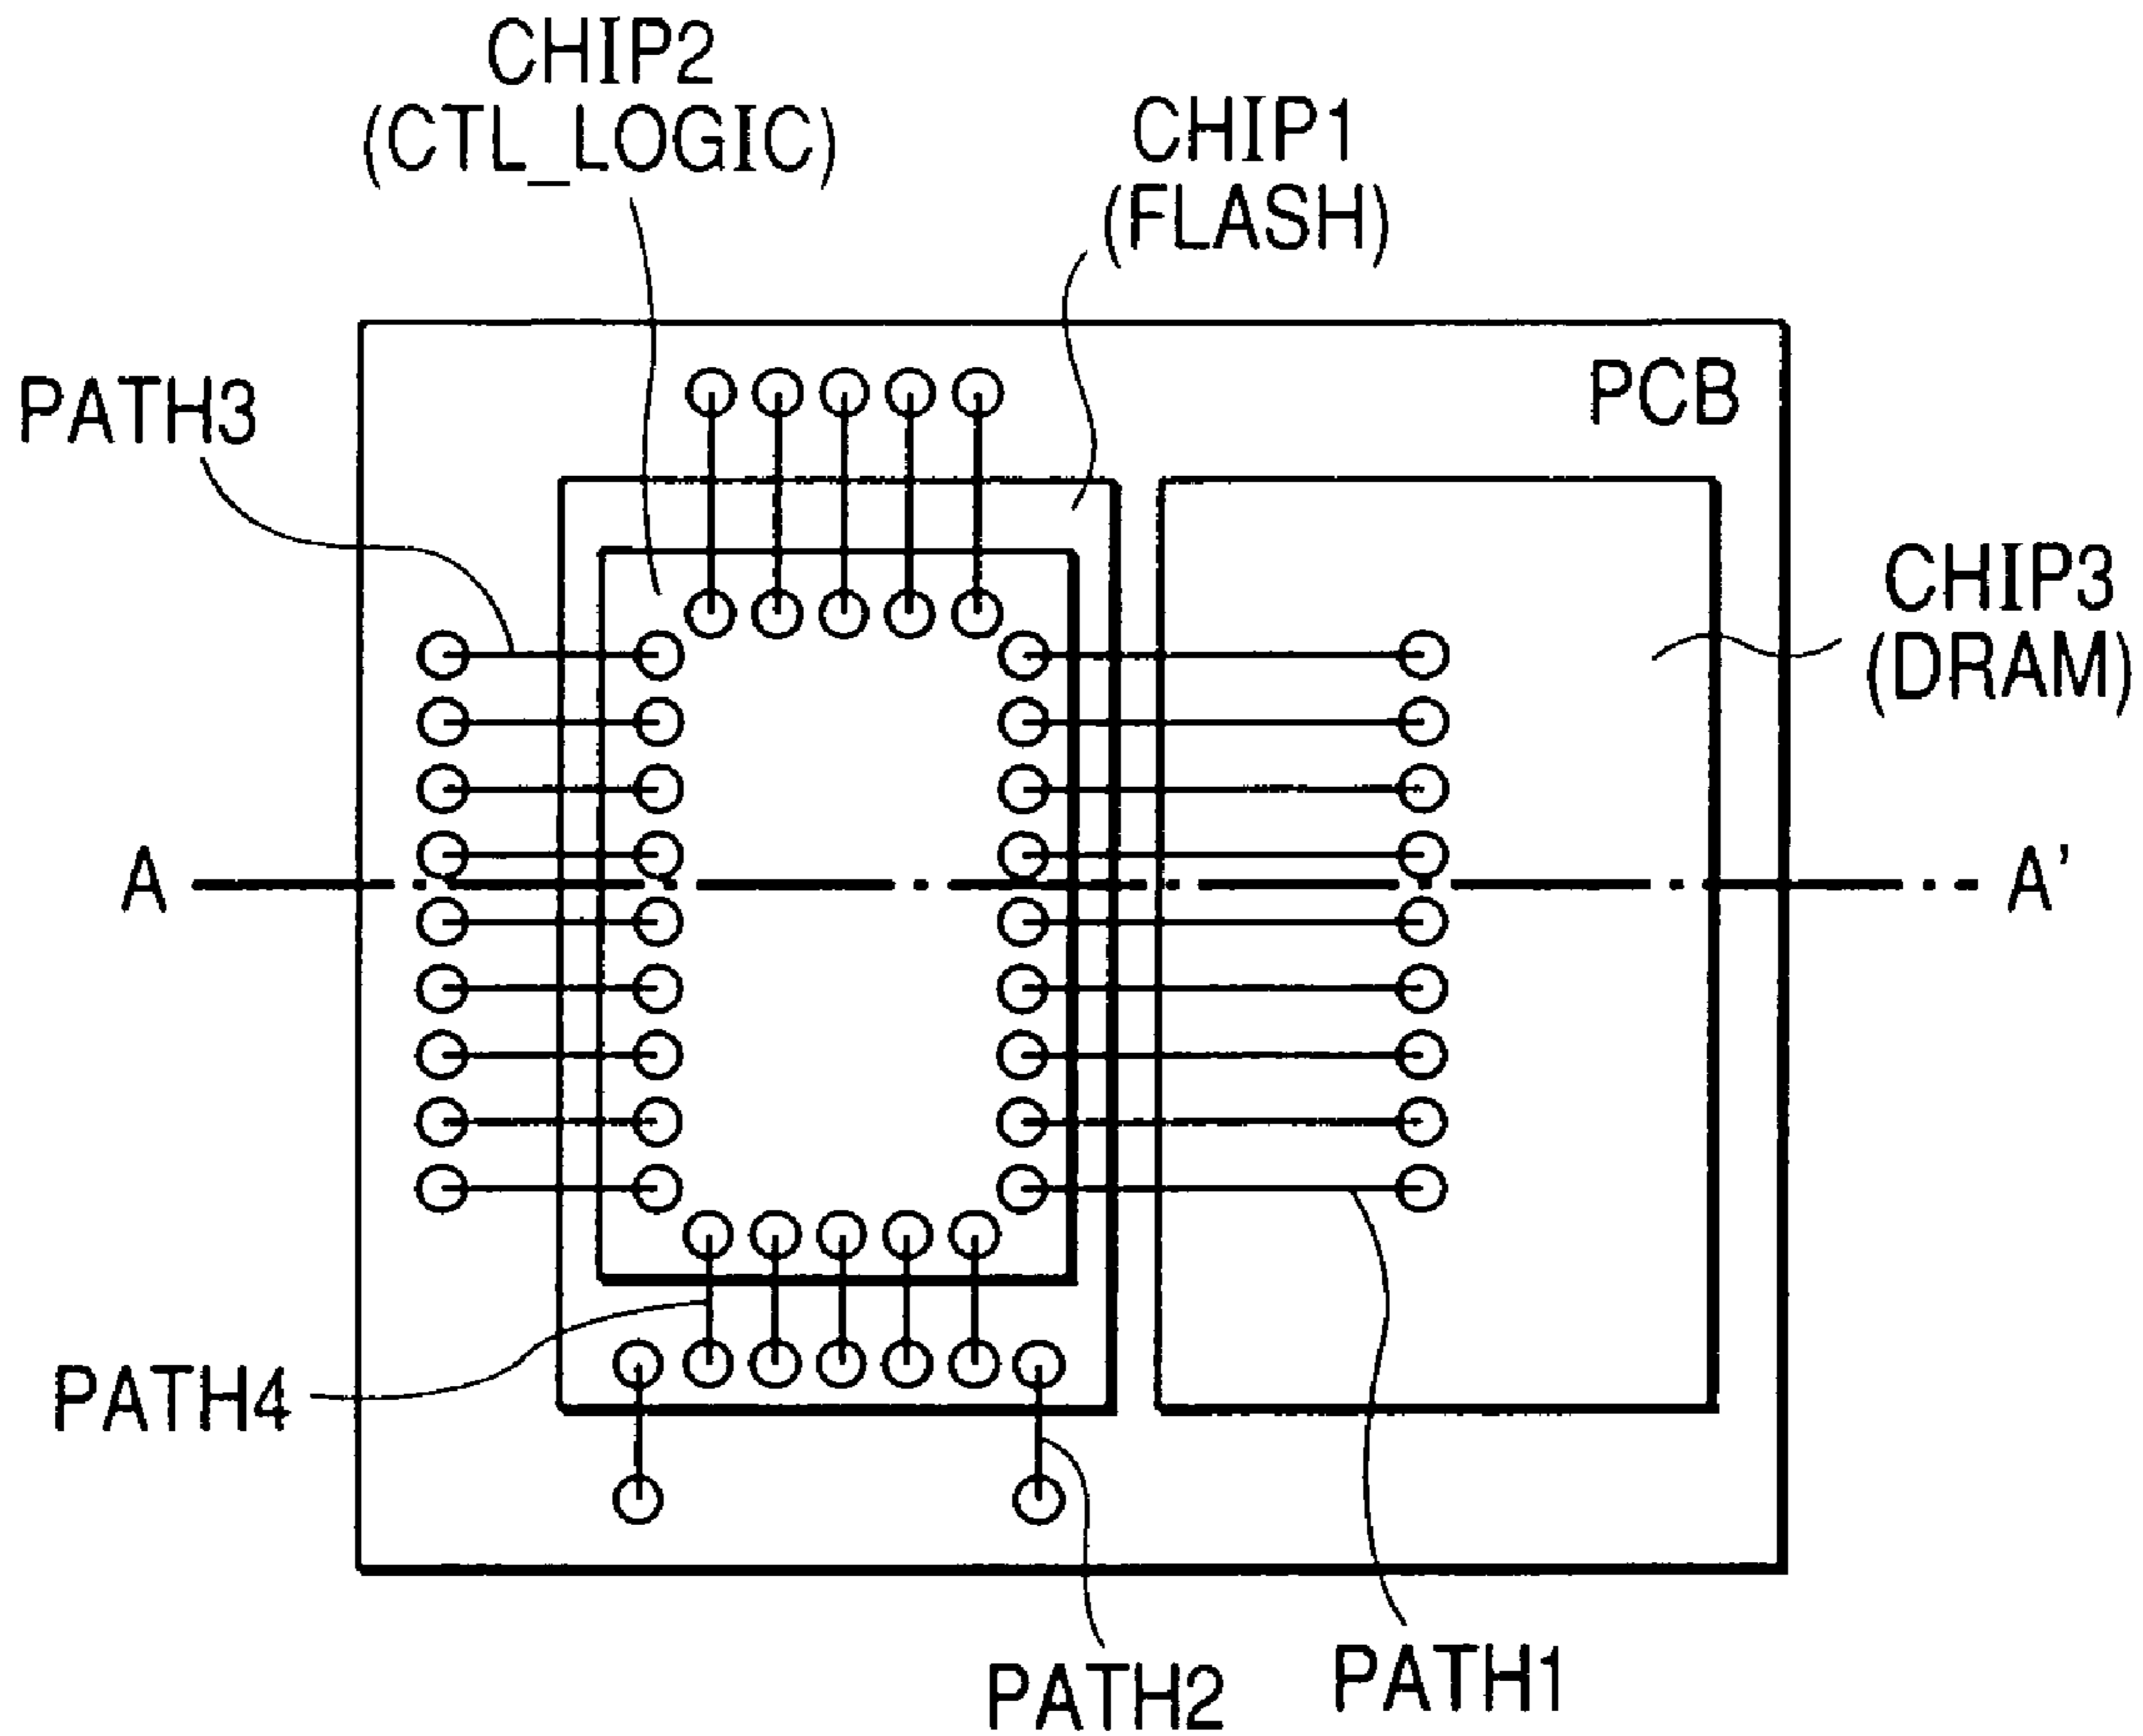 CHIP2
(CTL_LOGIC)
CHIP1
(FLASH)
PATH3
PCB
CHIP3
(DRAM)
A
A'
PATH4
PATH2
PATH1